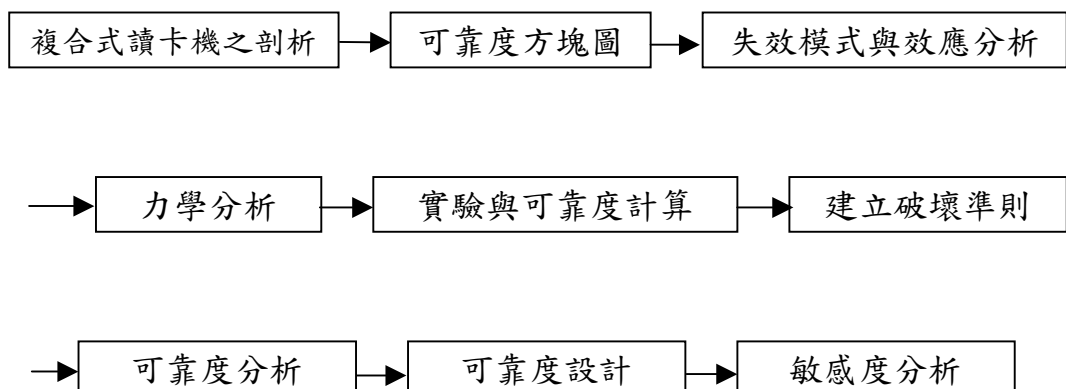 複合式讀卡機之剖析 可靠度方塊圖 失效模式與效應分析
力學分析 實驗與可靠度計算 建立破壞準則
可靠度分析 可靠度設計 敏感度分析